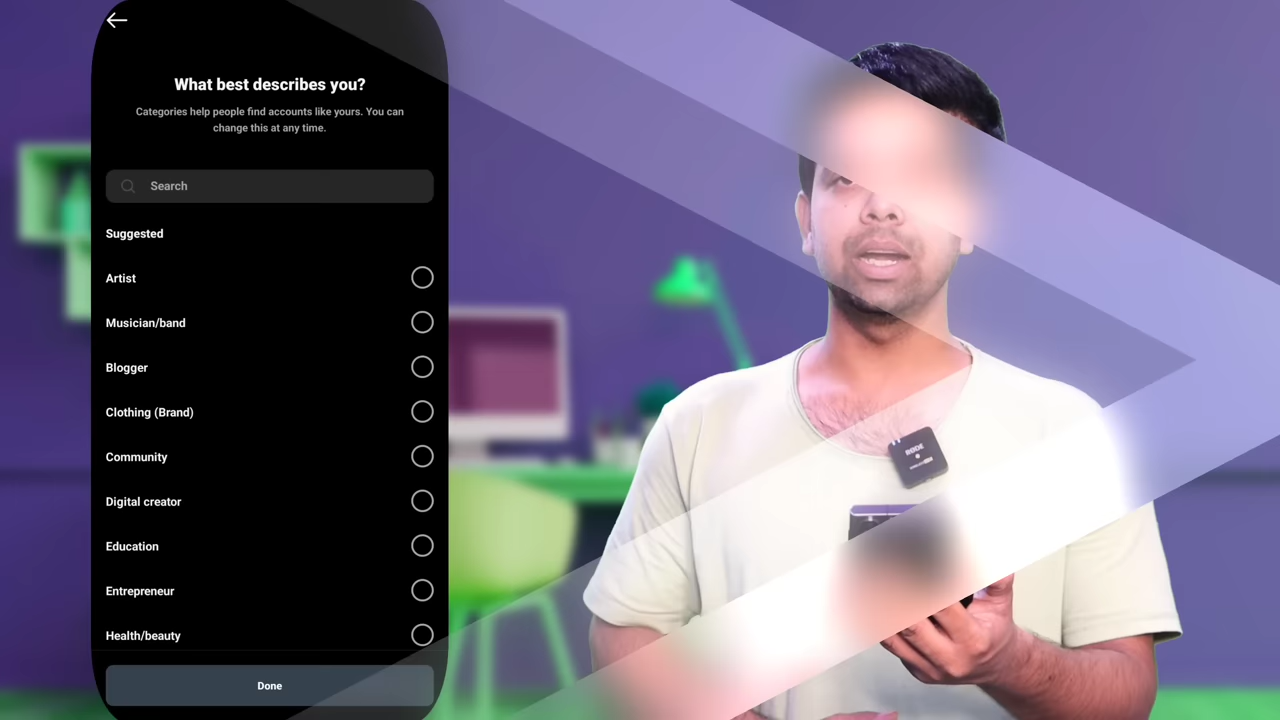 What best describes you?
Categories help people find accounts like yours. You can
change this at any time.
Search
Suggested
Artist
Musician/band
Blogger
Clothing (Brand)
Community
Digital creator
Education
Entrepreneur
Health/beauty
Done
RODE